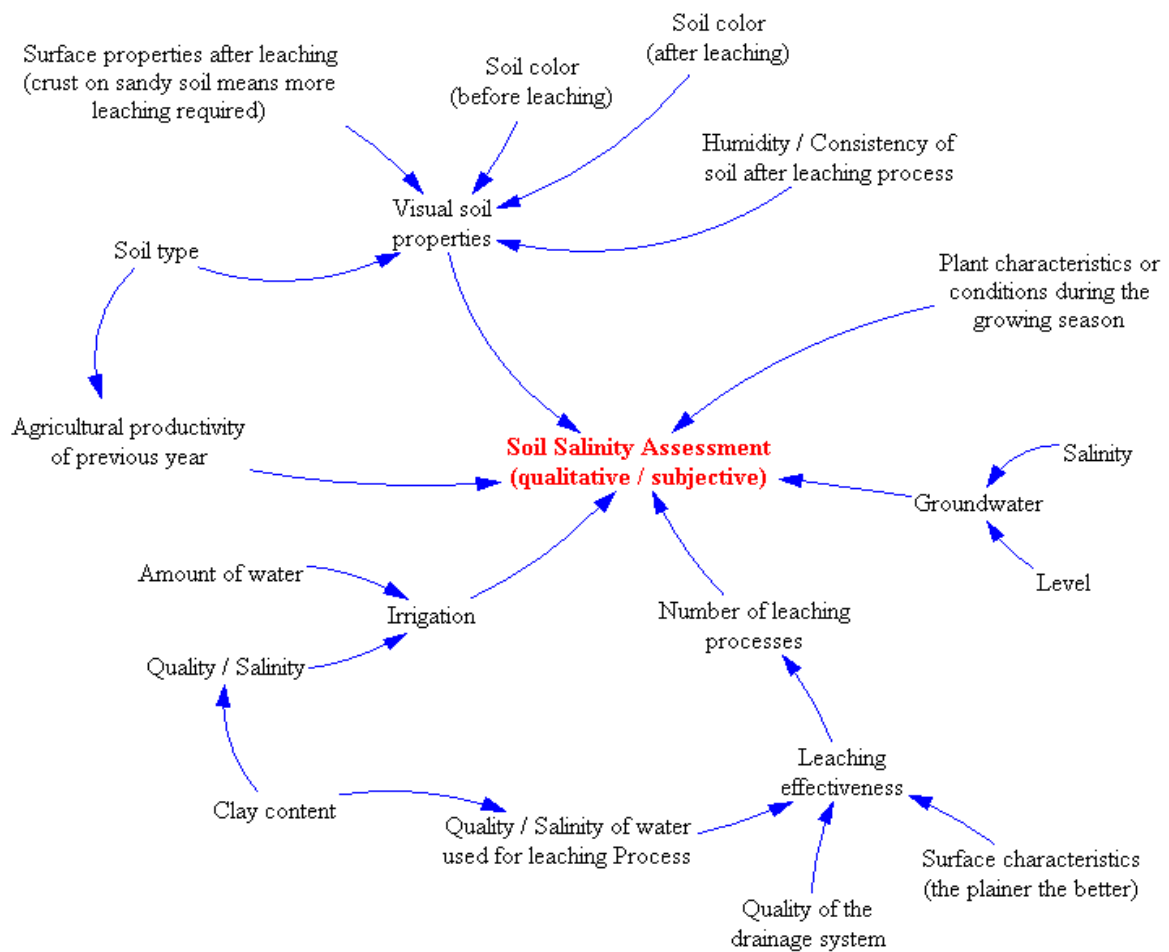 Surface properties after leaching
(crust on sandy soil means more
leaching required)
Soil color
(before leaching)
Soil color
(after leaching)
Humidity / Consistency of
soil after leaching process
Visual soil
properties
Soil type
Plant characteristics or
conditions during the
growing season
Agricultural productivity
of previous year
Soil Salinity Assessment
(qualitative / subjective)
Salinity
Groundwater
Level
Amount of water
Irrigation
Number of leaching
processes
Quality / Salinity
Leaching
effectiveness
Clay content
Quality / Salinity of water
used for leaching Process
Surface characteristics
(the plainer the better)
Quality of the
drainage system